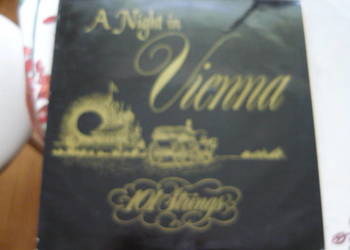 A Night in
Vienna
101 Strings